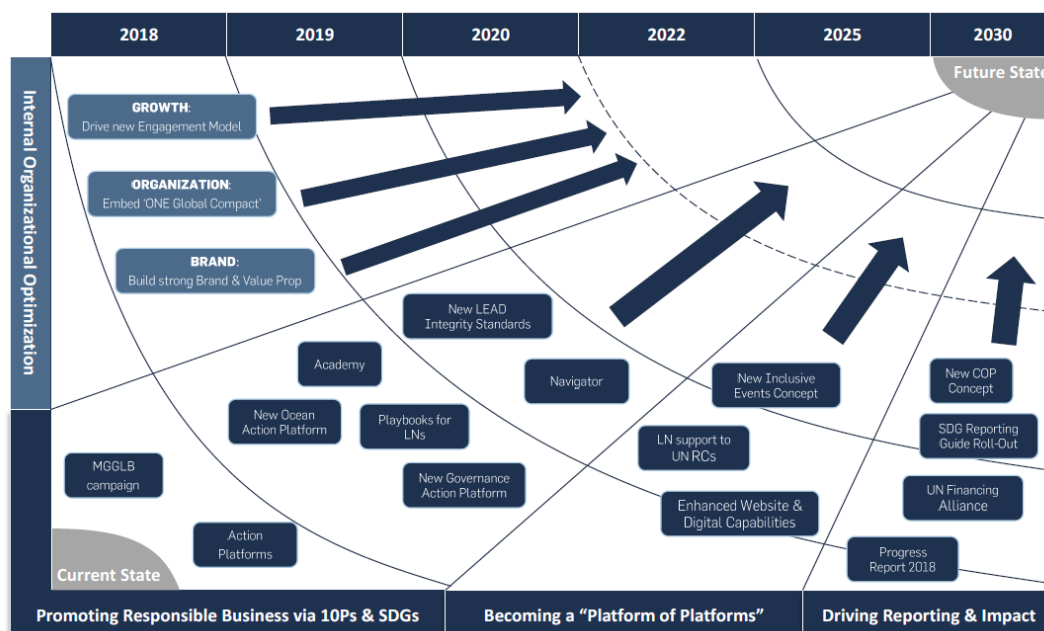 2018
2019
2020
2022
2025
2030
Future State
Internal Organizational Optimization
GROWTH:
Drive new Engagement Model
ORGANIZATION:
Embed 'ONE Global Compact'
BRAND:
Build strong Brand & Value Prop
New LEAD
Integrity Standards
Academy
Navigator
New Inclusive
Events Concept
New COP
Concept
New Ocean
Action Platform
Playbooks for
LNs
LN support to
UN RCs
SDG Reporting
Guide Roll-Out
MGGLB
campaign
New Governance
Action Platform
Enhanced Website &
Digital Capabilities
UN Financing
Alliance
Action
Platforms
Progress
Report 2018
Current State
Promoting Responsible Business via 10Ps & SDGs
Becoming a “Platform of Platforms”
Driving Reporting & Impact